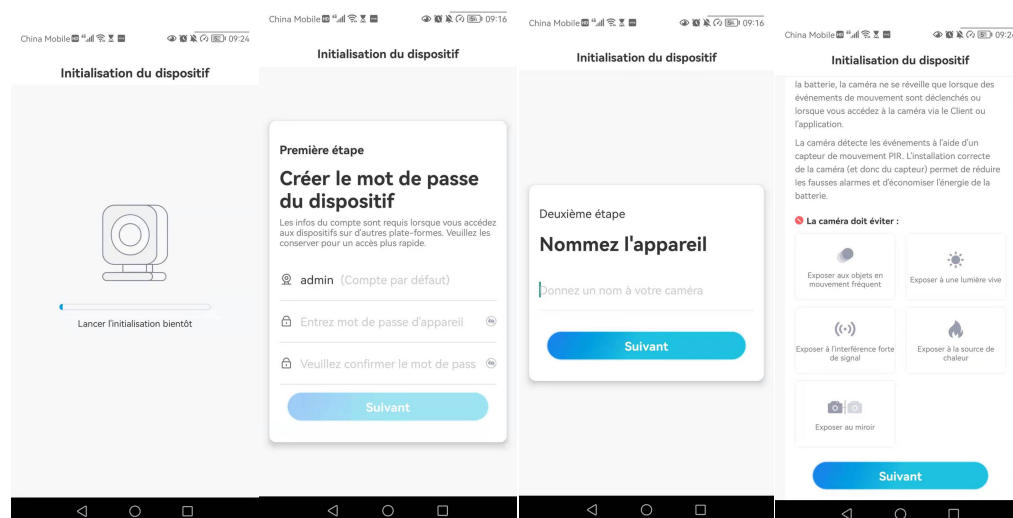 China Mobile HD 09:24
Initialisation du dispositif
Lancer l'initialisation bientôt
China Mobile HD 09:16
Initialisation du dispositif
Première étape
Créer le mot de passe
du dispositif
Les infos du compte sont requis lorsque vous accédez
aux dispositifs sur d'autres plate-formes. Veuillez les
conserver pour un accès plus rapide.
admin (Compte par défaut)
Entrez mot de passe d'appareil
Veuillez confirmer le mot de pass
Suivant
China Mobile HD 09:16
Initialisation du dispositif
Deuxième étape
Nommez l'appareil
Donnez un nom à votre caméra
Suivant
China Mobile HD 09:24
Initialisation du dispositif
la batterie, la caméra ne se réveille que lorsque des
événements de mouvement sont déclenchés ou
lorsque vous accédez à la caméra via le Client ou
l'application.
La caméra détecte les événements à l'aide d'un
capteur de mouvement PIR. L'installation correcte
de la caméra (et donc du capteur) permet de réduire
les fausses alarmes et d'économiser l'énergie de la
batterie.
La caméra doit éviter :
Exposer aux objets en
mouvement fréquent
Exposer à une lumière vive
Exposer à l'interférence forte
de signal
Exposer à la source de
chaleur
Exposer au miroir
Suivant